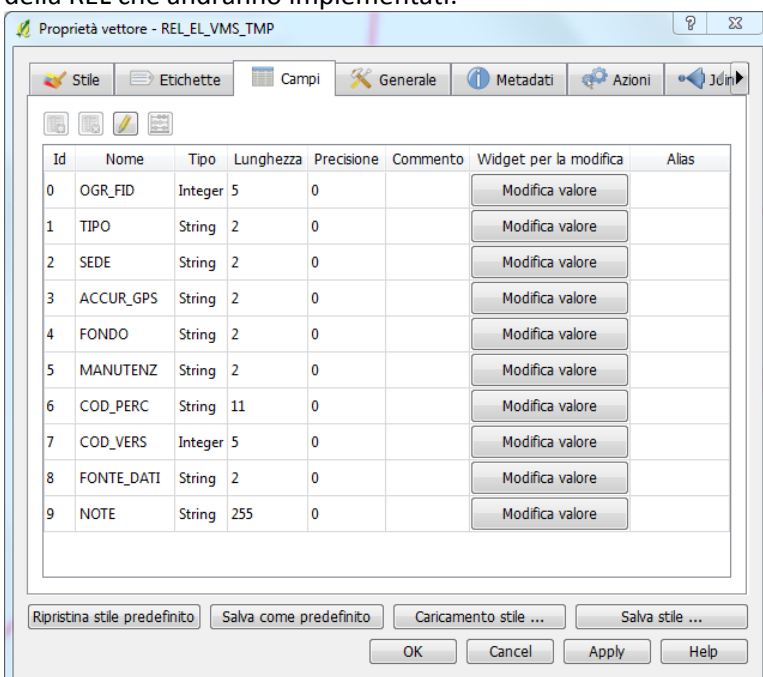 della REL che andranno implementati:
Proprietà vettore - REL_EL_VMS_TMP
Stile Etichette Campi Generale Metadati Azioni
Id Nome Tipo Lunghezza Precisione Commento Widget per la modifica Alias
0 OGR_FID Integer 5 0 Modifica valore
1 TIPO String 2 0 Modifica valore
2 SEDE String 2 0 Modifica valore
3 ACCUR_GPS String 2 0 Modifica valore
4 FONDO String 2 0 Modifica valore
5 MANUTENZ String 2 0 Modifica valore
6 COD_PERC String 11 0 Modifica valore
7 COD_VERS Integer 5 0 Modifica valore
8 FONTE_DATI String 2 0 Modifica valore
9 NOTE String 255 0 Modifica valore
Ripristina stile predefinito Salva come predefinito Caricamento stile ... Salva stile ...
OK Cancel Apply Help